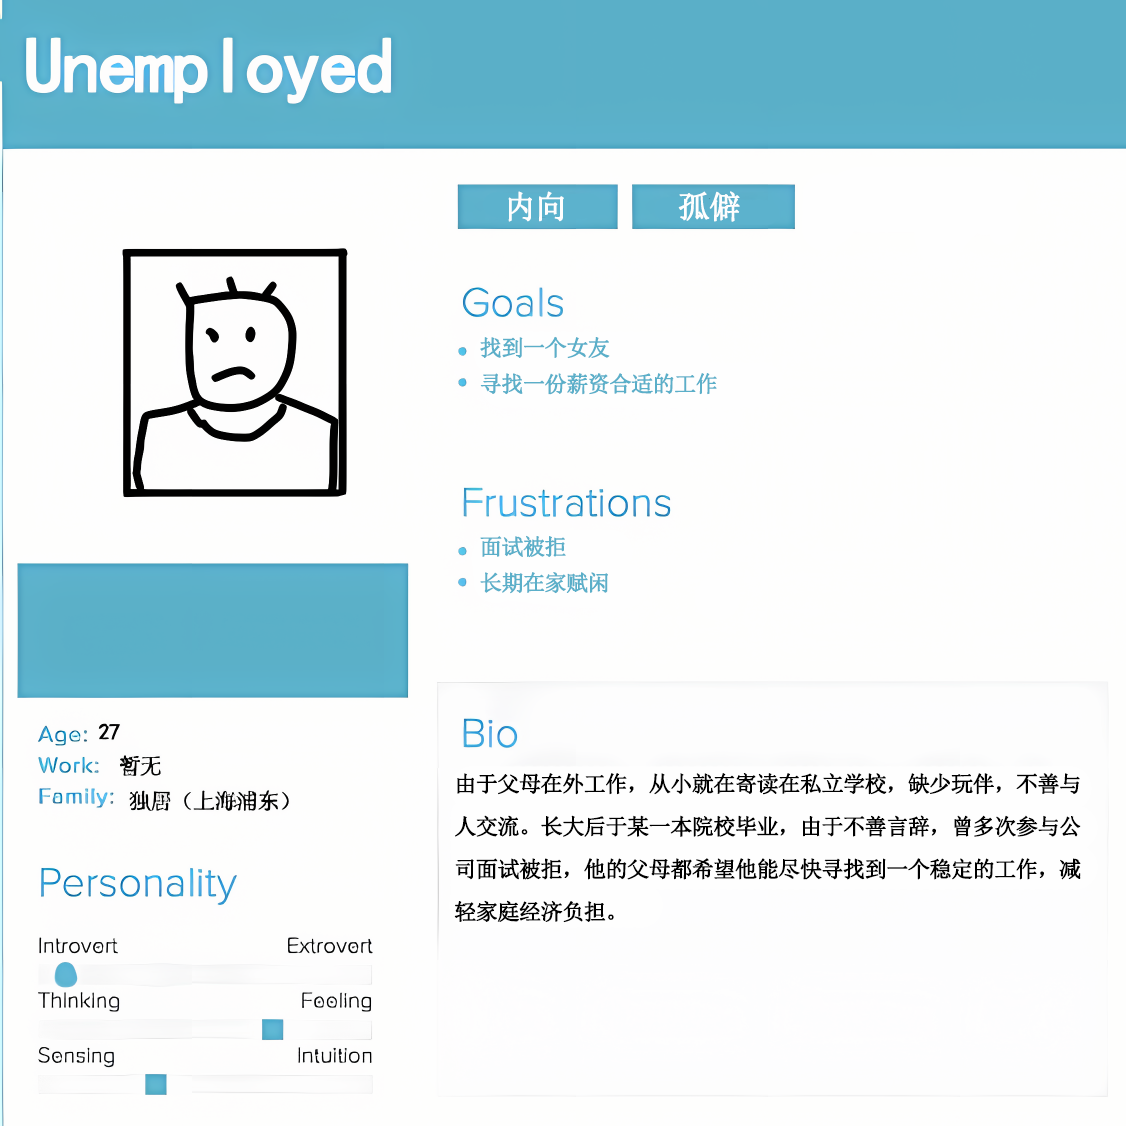 Unemployed
内向
孤僻
Goals
找到一个女友
寻找一份薪资合适的工作
Frustrations
面试被拒
长期在家赋闲
Age: 27
Work: 暂无
Family: 独居（上海浦东）
Personality
Introvert Extrovert
Thinking Feeling
Sensing Intuition
Bio
由于父母在外工作，从小就在寄读在私立学校，缺少玩伴，不善与
人交流。长大后于某一本院校毕业，由于不善言辞，曾多次参与公
司面试被拒，他的父母都希望他能尽快寻找到一个稳定的工作，减
轻家庭经济负担。